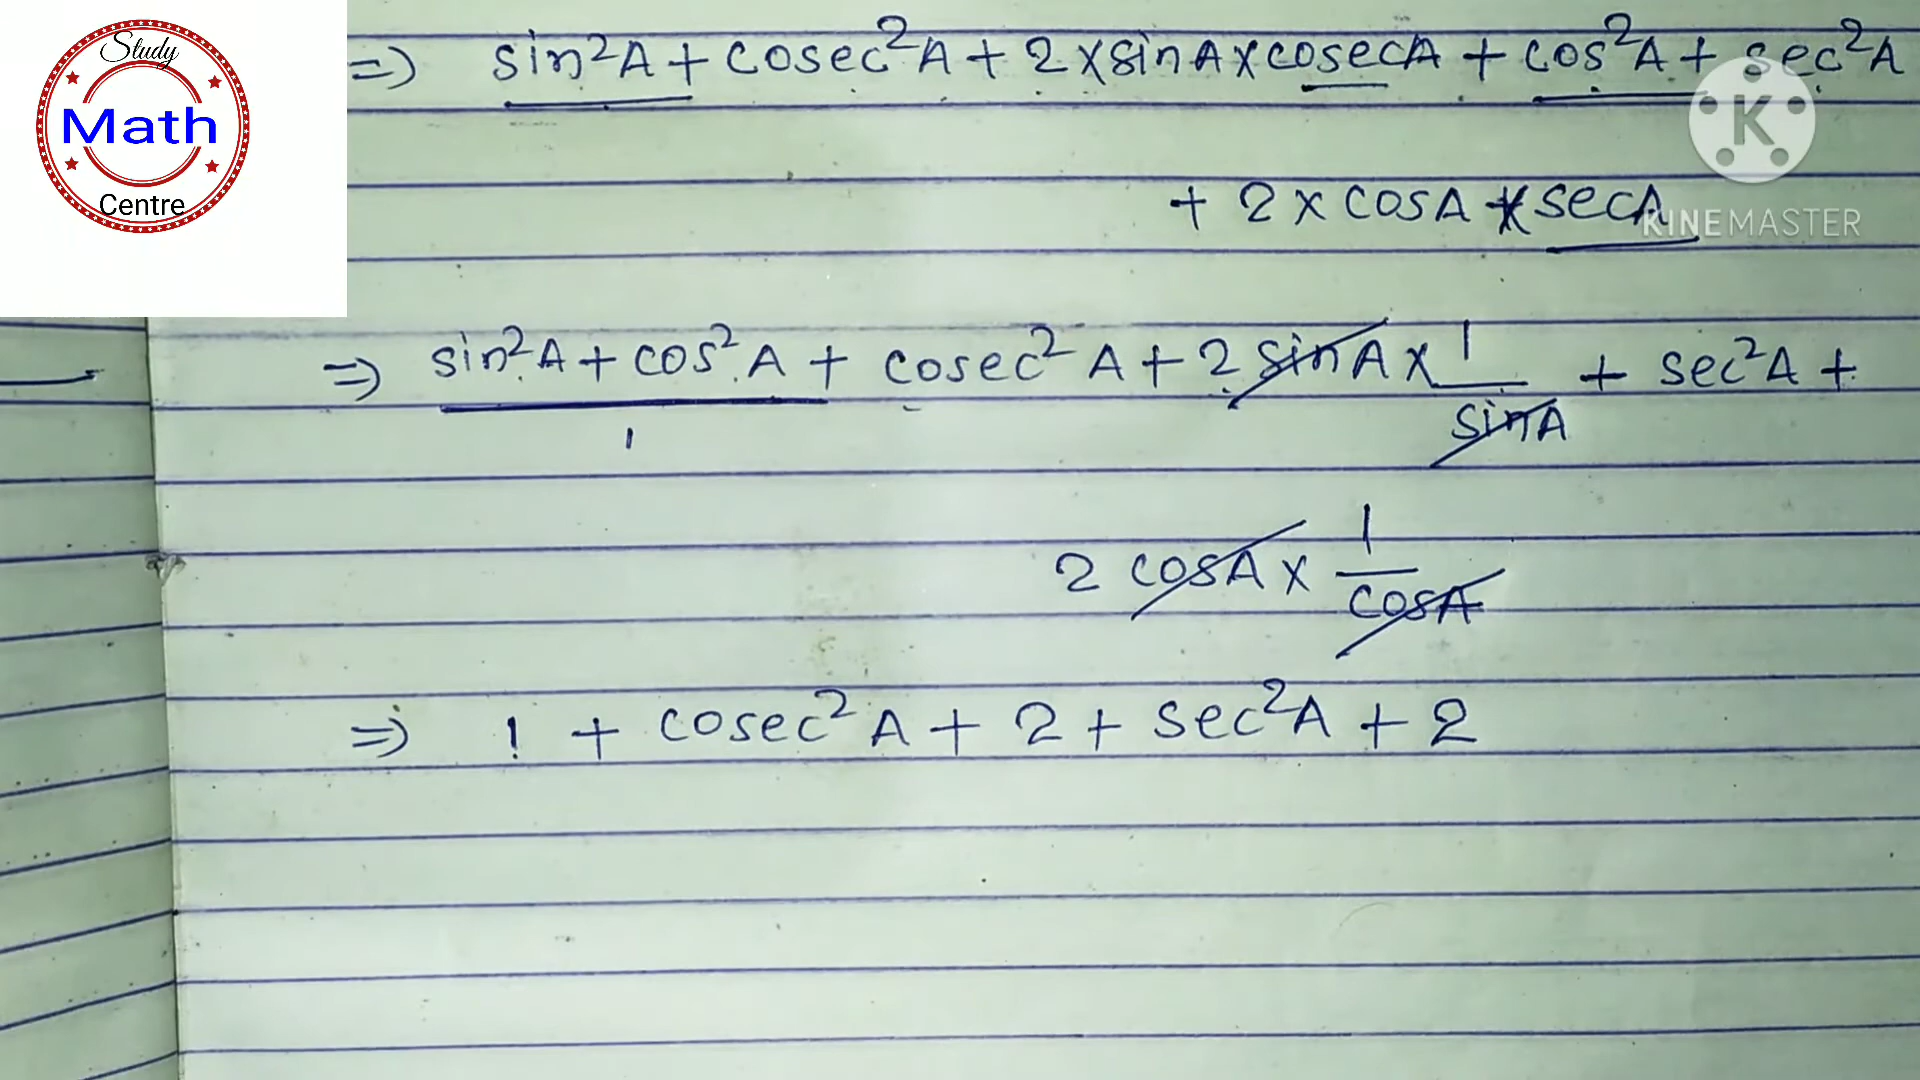 Study
Math
Centre
⇒) sin²A + cosec²A + 2 × sinA × cosecA + cos²A + sec²A
K
+ 2 × cosA × secA
KINEMASTER
⇒) sin²A + cos²A + cosec²A + 2 sinA × 1/sinA + sec²A +
1
2 cosA × 1/cosA
⇒) 1 + cosec²A + 2 + sec²A + 2